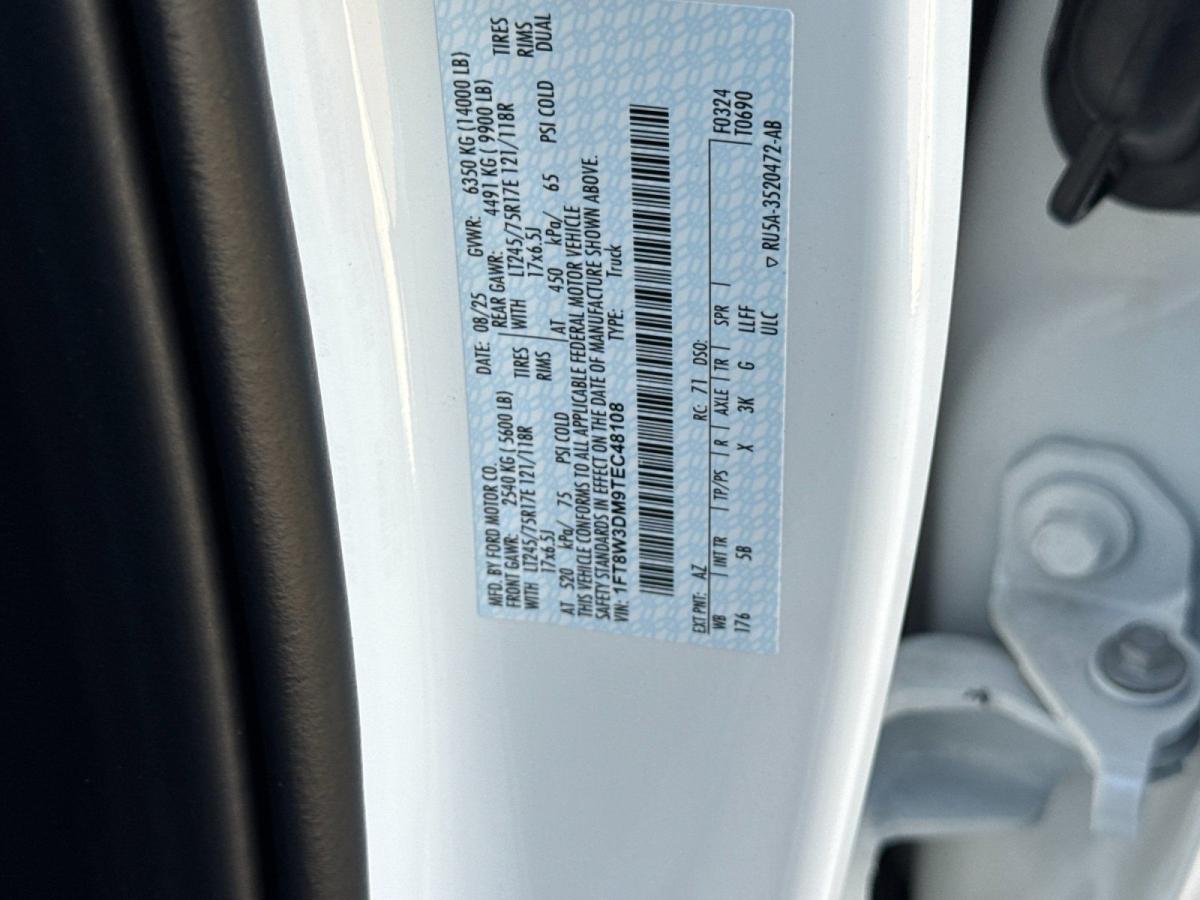 MFD. BY FORD MOTOR CO.
DATE: 08/25 GVWR: 6350 KG (14000 LB)
FRONT GAWR: 2540 KG ( 5600 LB) REAR GAWR: 4491 KG ( 9900 LB)
WITH LT245/75R17E 121/118R TIRES WITH LT245/75R17E 121/118R TIRES
17x6.5J RIMS 17x6.5J RIMS
AT 520 kPa/ 75 PSI COLD AT 450 kPa/ 65 PSI COLD DUAL
THIS VEHICLE CONFORMS TO ALL APPLICABLE FEDERAL MOTOR VEHICLE
SAFETY STANDARDS IN EFFECT ON THE DATE OF MANUFACTURE SHOWN ABOVE.
VIN: 1FT8W3DM9TEC48108 TYPE: Truck
EXT PNT: AZ RC: 71 DSO: F0324
WB INT TR TP/PS R AXLE TR SPR T0690
176 5B X 3K G LLFF
ULC ▽ RU5A-3520472-AB